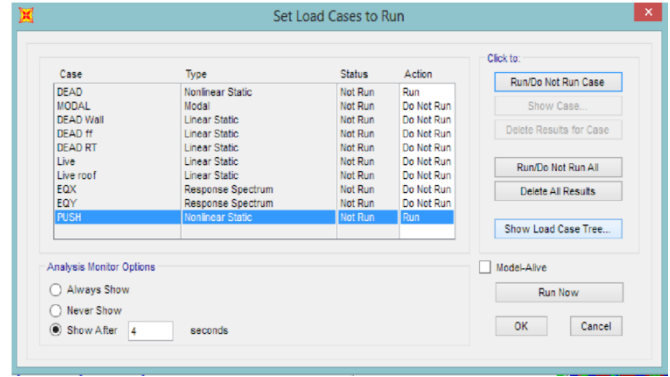 Set Load Cases to Run
Case Type Status Action
DEAD Nonlinear Static Not Run Run
MODAL Modal Not Run Do Not Run
DEAD Wall Linear Static Not Run Do Not Run
DEAD ff Linear Static Not Run Do Not Run
DEAD RT Linear Static Not Run Do Not Run
Live Linear Static Not Run Do Not Run
Live roof Linear Static Not Run Do Not Run
EQX Response Spectrum Not Run Do Not Run
EQY Response Spectrum Not Run Do Not Run
PUSH Nonlinear Static Not Run Run
Click to:
Run/Do Not Run Case
Show Case...
Delete Results for Case
Run/Do Not Run All
Delete All Results
Show Load Case Tree...
Analysis Monitor Options
Always Show
Never Show
Show After 4 seconds
Model-Alive
Run Now
OK Cancel